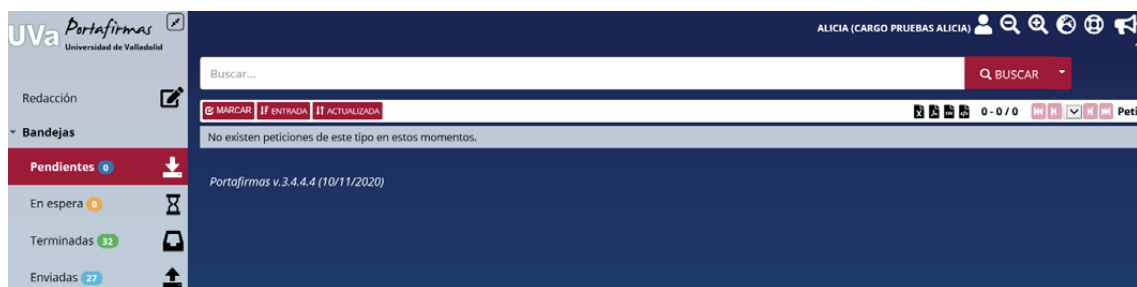 UVa Portafirmas
Universidad de Valladolid
ALICIA (CARGO PRUEBAS ALICIA)
Buscar...
BUSCAR
Redacción
MARCAR ENTRADA ACTUALIZADA
0 - 0 / 0
Peti
Bandejas
No existen peticiones de este tipo en estos momentos.
Pendientes 0
Portafirmas v.3.4.4.4 (10/11/2020)
En espera 0
Terminadas 32
Enviadas 27